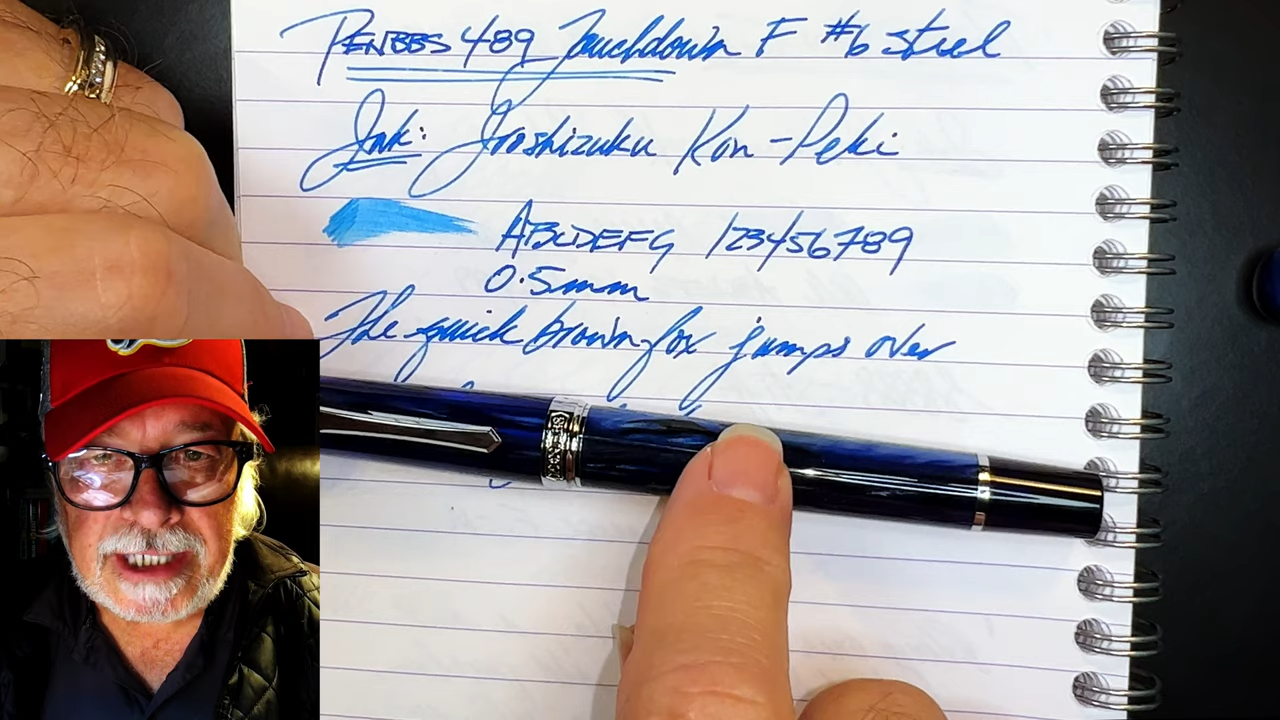 PENBBS 489 Touchdown F #6 steel
Ink: Iroshizuku Kon-Peki
ABCDEFG 123456789
0.5mm
The quick brown fox jumps over